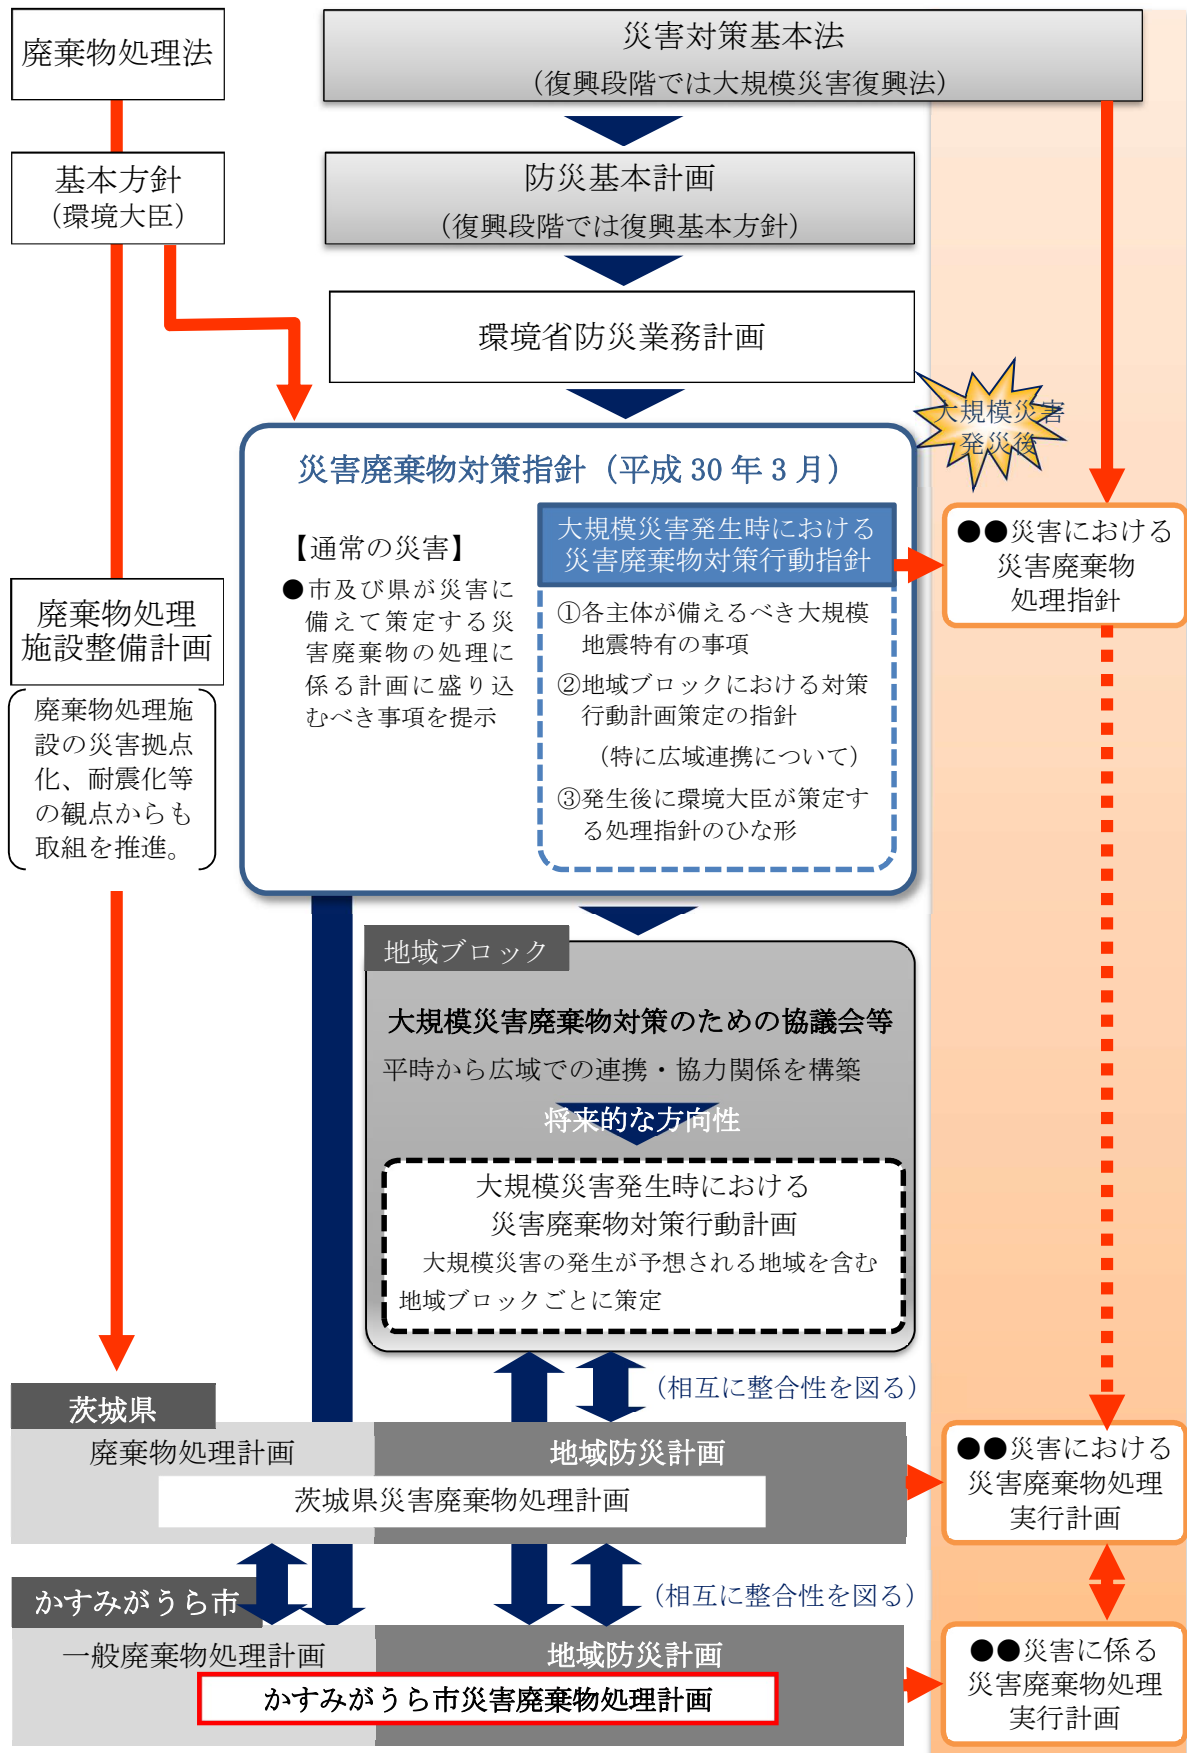 廃棄物処理法
災害対策基本法
（復興段階では大規模災害復興法）
基本方針
（環境大臣）
防災基本計画
（復興段階では復興基本方針）
環境省防災業務計画
大規模災害
発災後
災害廃棄物対策指針（平成 30 年 3 月）
【通常の災害】
●市及び県が災害に
備えて策定する災
害廃棄物の処理に
係る計画に盛り込
むべき事項を提示
大規模災害発生時における
災害廃棄物対策行動指針
①各主体が備えるべき大規模
地震特有の事項
②地域ブロックにおける対策
行動計画策定の指針
（特に広域連携について）
③発生後に環境大臣が策定す
る処理指針のひな形
●●災害における
災害廃棄物
処理指針
廃棄物処理
施設整備計画
廃棄物処理施
設の災害拠点
化、耐震化等
の観点からも
取組を推進。
地域ブロック
大規模災害廃棄物対策のための協議会等
平時から広域での連携・協力関係を構築
将来的な方向性
大規模災害発生時における
災害廃棄物対策行動計画
大規模災害の発生が予想される地域を含む
地域ブロックごとに策定
（相互に整合性を図る）
茨城県
廃棄物処理計画
地域防災計画
茨城県災害廃棄物処理計画
●●災害における
災害廃棄物処理
実行計画
（相互に整合性を図る）
かすみがうら市
一般廃棄物処理計画
地域防災計画
かすみがうら市災害廃棄物処理計画
●●災害に係る
災害廃棄物処理
実行計画